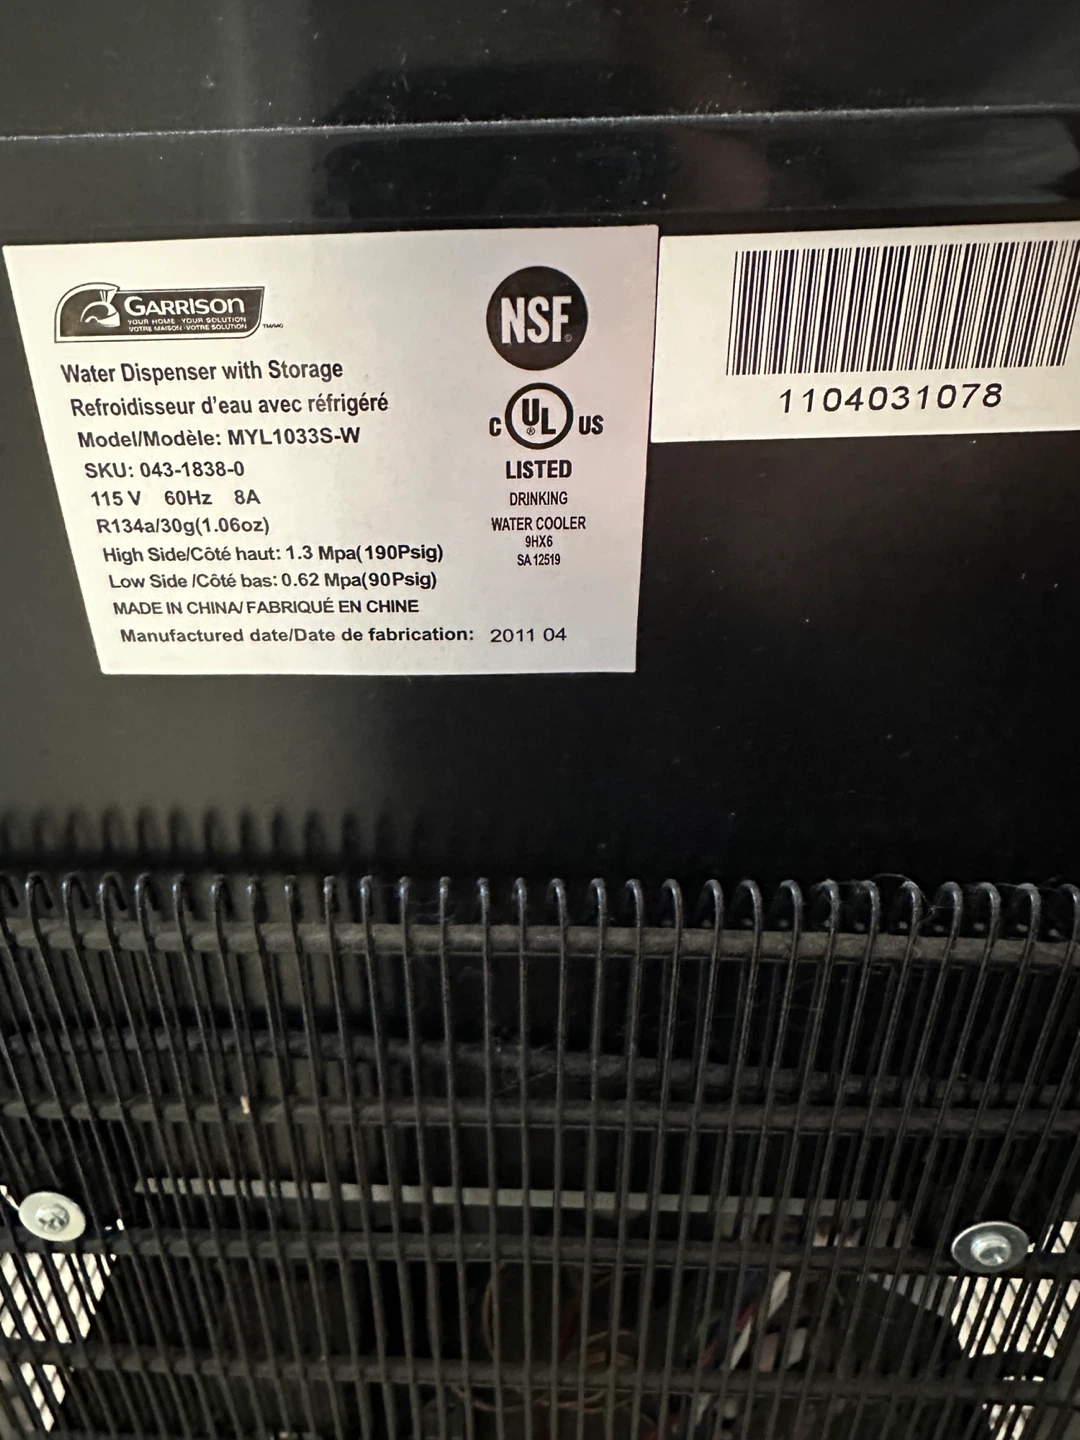 GARRISON
YOUR HOME YOUR SOLUTION
VOTRE MAISON · VOTRE SOLUTION
TM/MC
Water Dispenser with Storage
Refroidisseur d'eau avec réfrigéré
Model/Modèle: MYL1033S-W
SKU: 043-1838-0
115 V 60Hz 8A
R134a/30g(1.06oz)
High Side/Côté haut: 1.3 Mpa(190Psig)
Low Side /Côté bas: 0.62 Mpa(90Psig)
MADE IN CHINA/ FABRIQUÉ EN CHINE
Manufactured date/Date de fabrication: 2011 04
NSF®
C UL® US
LISTED
DRINKING
WATER COOLER
9HX6
SA12519
1104031078